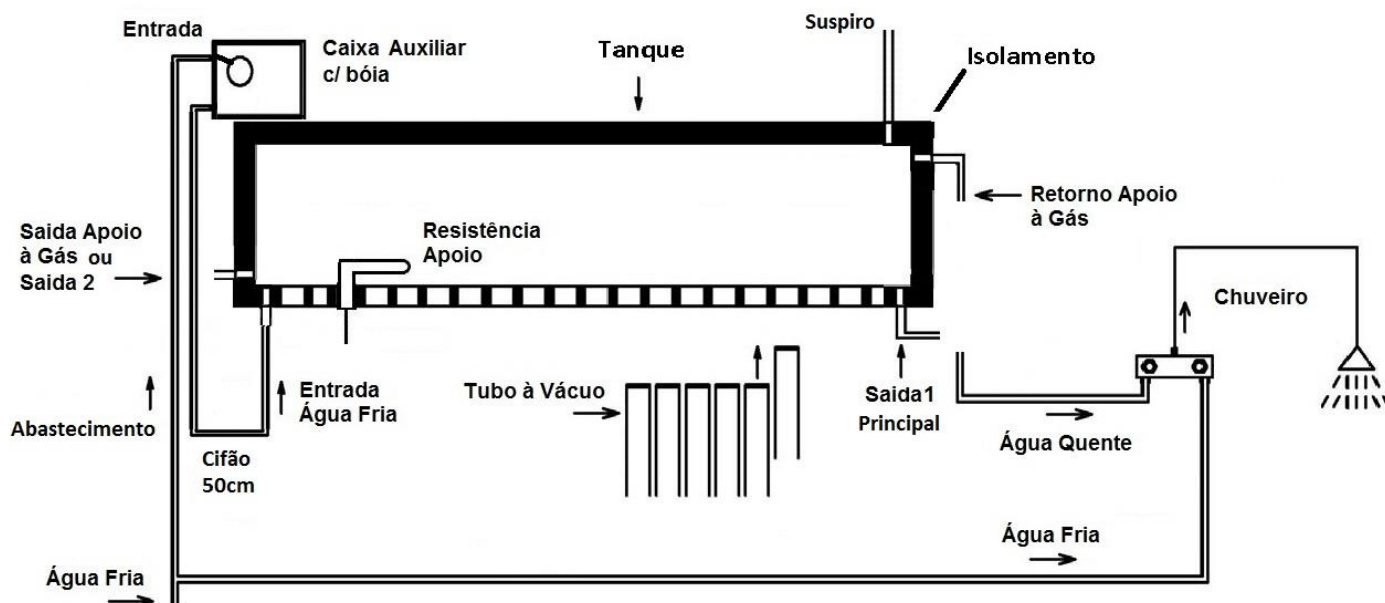 Entrada
Caixa Auxiliar
c/ bóia
Tanque
Suspiro
Isolamento
Retorno Apoio
à Gás
Saida Apoio
à Gás ou
Saida 2
Resistência
Apoio
Chuveiro
Entrada
Água Fria
Tubo à Vácuo
Saida1
Principal
Abastecimento
Água Quente
Cifão
50cm
Água Fria
Água Fria